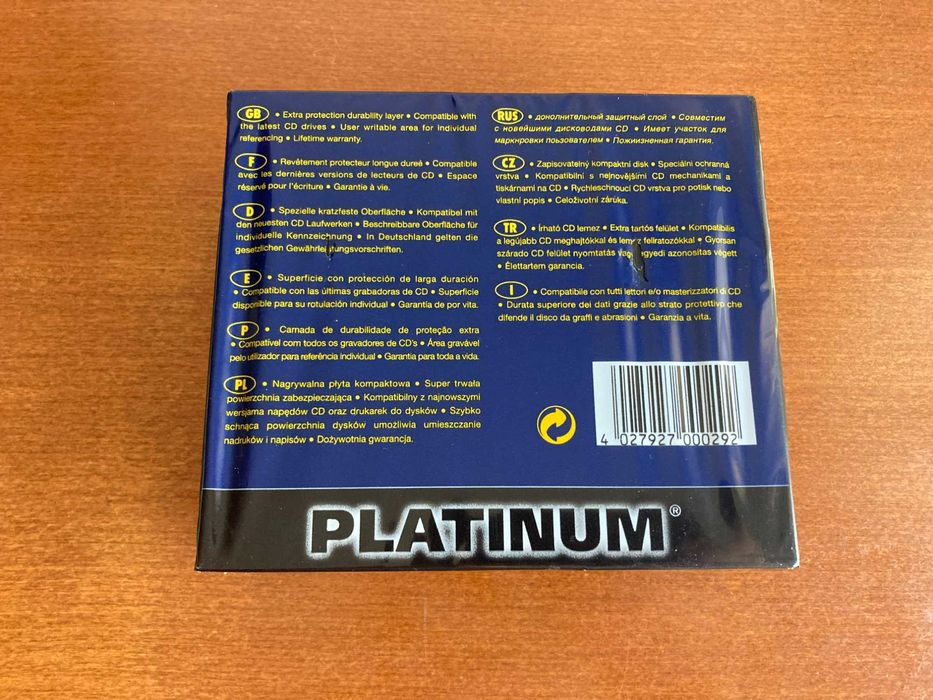 GB • Extra protection durability layer • Compatible with
the latest CD drives • User writable area for individual
referencing • Lifetime warranty.
F • Revêtement protecteur longue dureé • Compatible
avec les dernières versions de lecteurs de CD • Espace
réservé pour l'écriture • Garantie à vie.
D • Spezielle kratzfeste Oberfläche • Kompatibel mit
den neuesten CD Laufwerken • Beschreibbare Oberfläche für
individuelle Kennzeichnung • In Deutschland gelten die
gesetzlichen Gewährleistungsvorschriften.
E • Superficie con protección de larga duración
• Compatible con las últimas grabadoras de CD • Superficie
disponible para su rotulación individual • Garantía de por vita.
P • Camada de durabilidade de proteção extra
• Compatível com todos os gravadores de CD's • Área gravável
pelo utilizador para referência individual • Garantia para toda a vida.
PL • Nagrywalna płyta kompaktowa • Super trwała
powierzchnia zabezpieczająca • Kompatybilny z najnowszymi
wersjama napędów CD oraz drukarek do dysków • Szybko
schnąca powierzchnia dysków umożliwia umieszczanie
nadruków i napisów • Dożywotnia gwarancja.
RUS • донолнительный защитный слой • Совместим
с новейшими дисководами CD • Имеет участок для
маркнровки поьзователем • Пожиизненная гарантия.
CZ • Zapisovatelný kompaktní disk • Speciální ochranná
vrstva • Kompatibilní s nejnovějšími CD mechanikami a
tiskárnami na CD • Rychleschnoucí CD vrstva pro potisk nebo
vlastní popis • Celoživotní záruka.
TR • Írható CD lemez • Extra tartós felület • Kompatibilis
a legújabb CD meghajtókkal és lemez feliratozókkal • Gyorsan
szárado CD felület nyomtatás vagy egyedi azonosítas végett
• Élettartem garancia.
I • Compatibile con tutti lettori e/o masterizzatori di CD
• Durata superiore dei dati grazie allo strato protettivo che
difende il disco da graffi e abrasioni • Garanzia a vita.
4 027927 000292
PLATINUM®